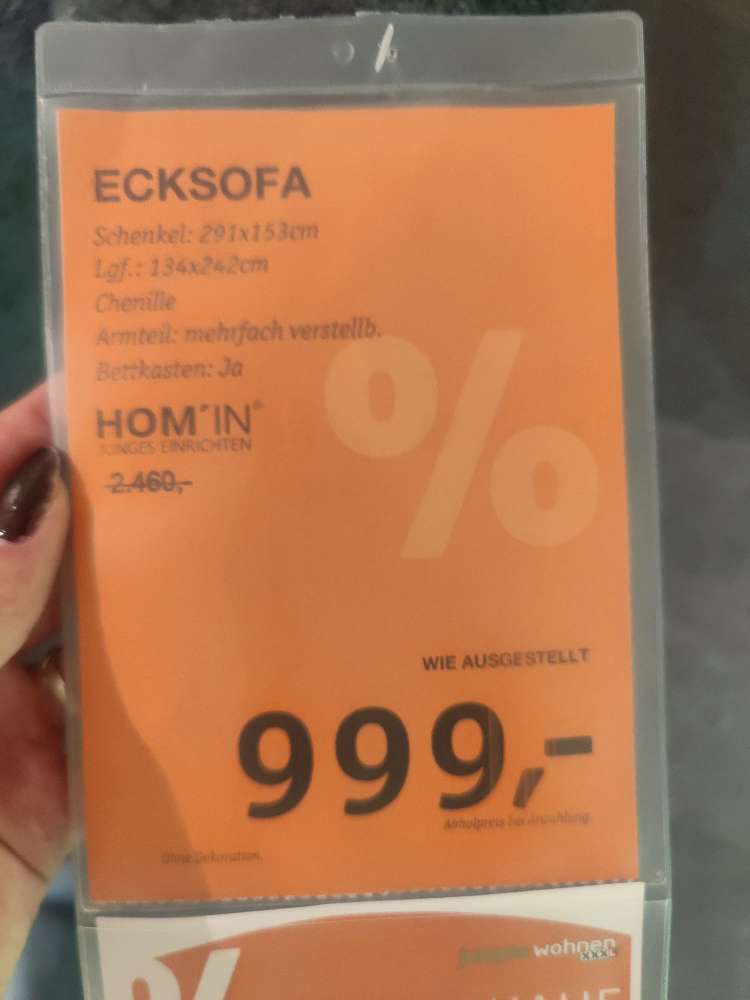 ECKSOFA
Schenkel: 291x153cm
Lgf.: 134x242cm
Chenille
Armteil: mehrfach verstellb.
Bettkasten: Ja
HOM´IN®
JUNGES EINRICHTEN
2.460,-
%
WIE AUSGESTELLT
999,-
Abholpreis bei Anzahlung.
Ohne Dekoration.
wohnen
xxx
%